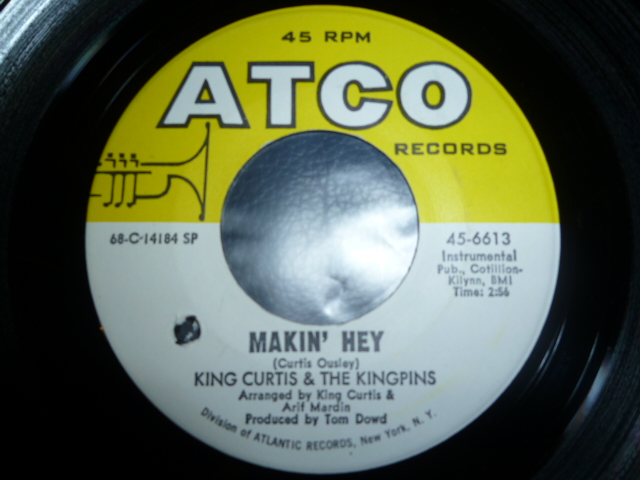 45 RPM
ATCO
RECORDS
68-C-14184 SP
45-6613
Instrumental
Pub., Cotillion-
Kilynn, BMI
Time: 2:56
MAKIN' HEY
(Curtis Ousley)
KING CURTIS & THE KINGPINS
Arranged by King Curtis &
Arif Mardin
Produced by Tom Dowd
Division of ATLANTIC RECORDS, New York, N. Y.